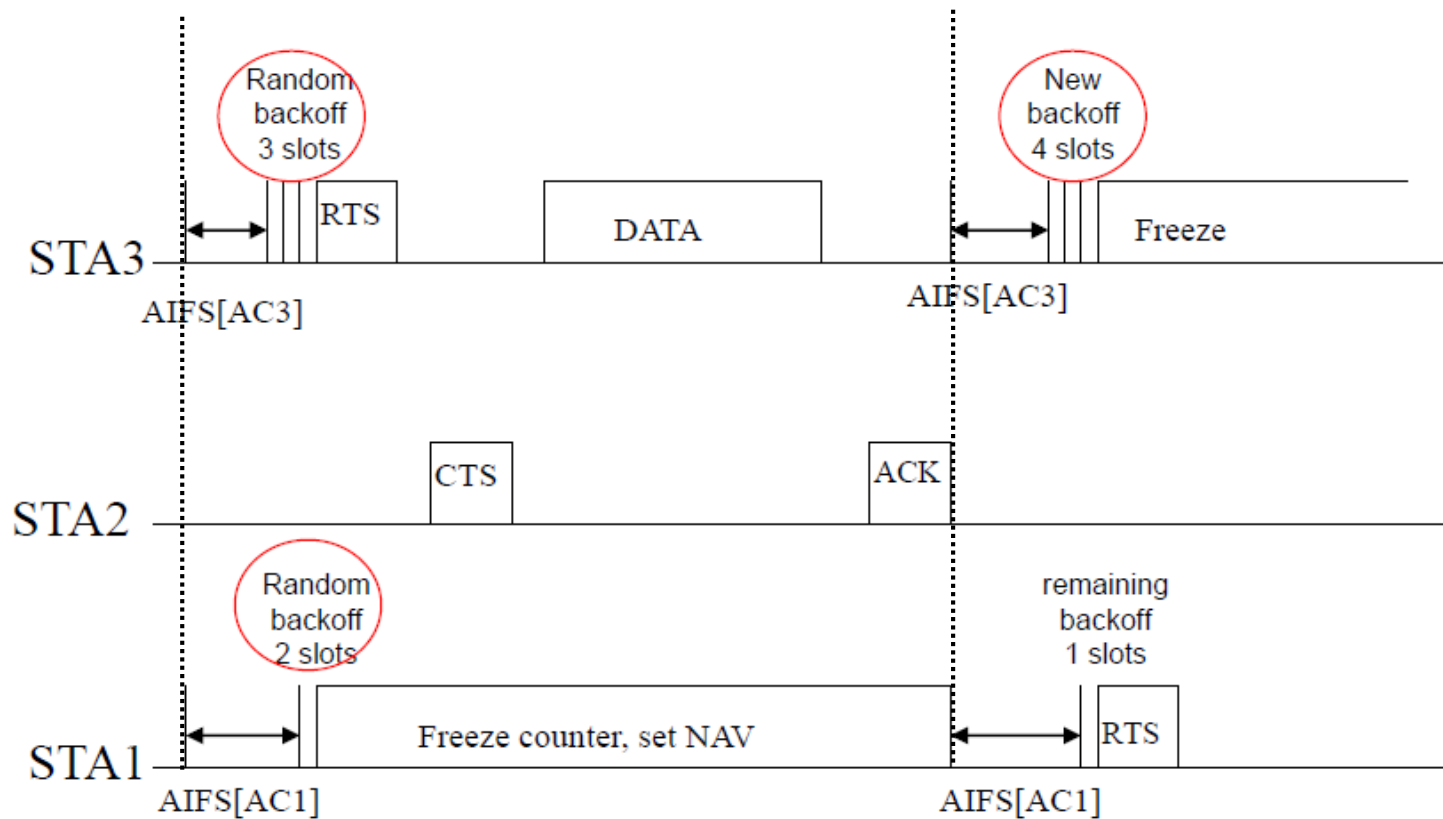 Random
backoff
3 slots
New
backoff
4 slots
RTS
DATA
Freeze
STA3
AIFS[AC3]
AIFS[AC3]
CTS
ACK
STA2
Random
backoff
2 slots
remaining
backoff
1 slots
Freeze counter, set NAV
RTS
STA1
AIFS[AC1]
AIFS[AC1]